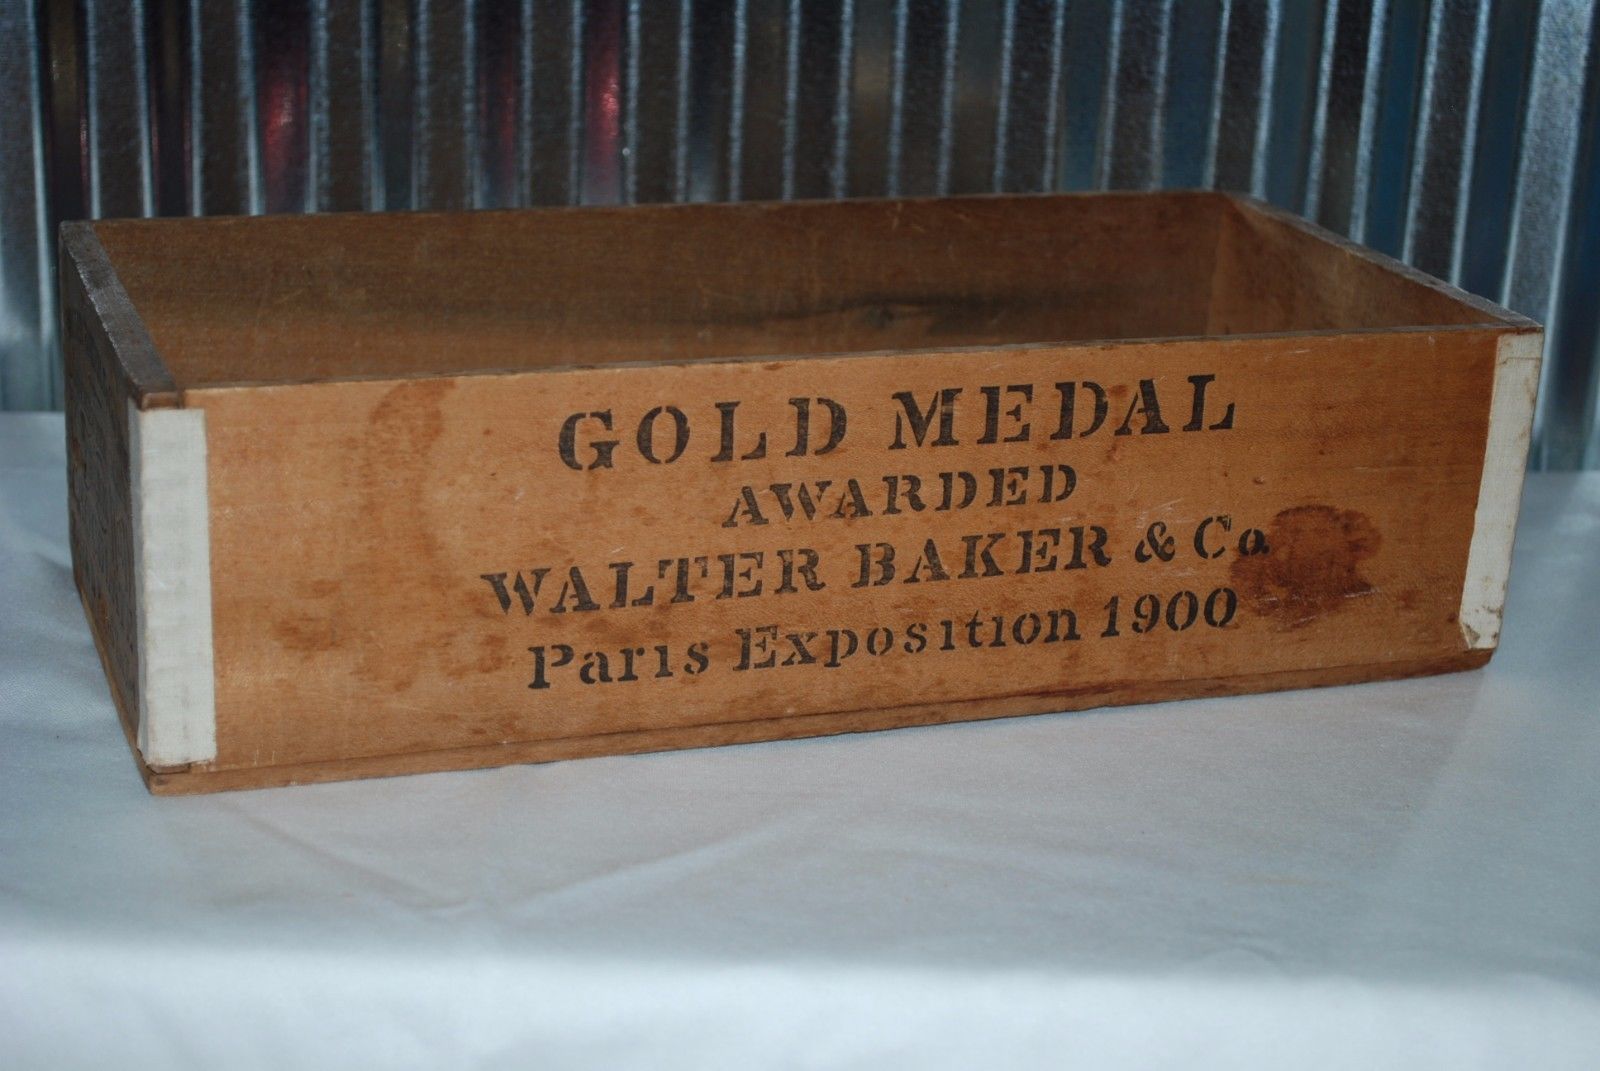 GOLD MEDAL
AWARDED
WALTER BAKER & Co.
Paris Exposition 1900